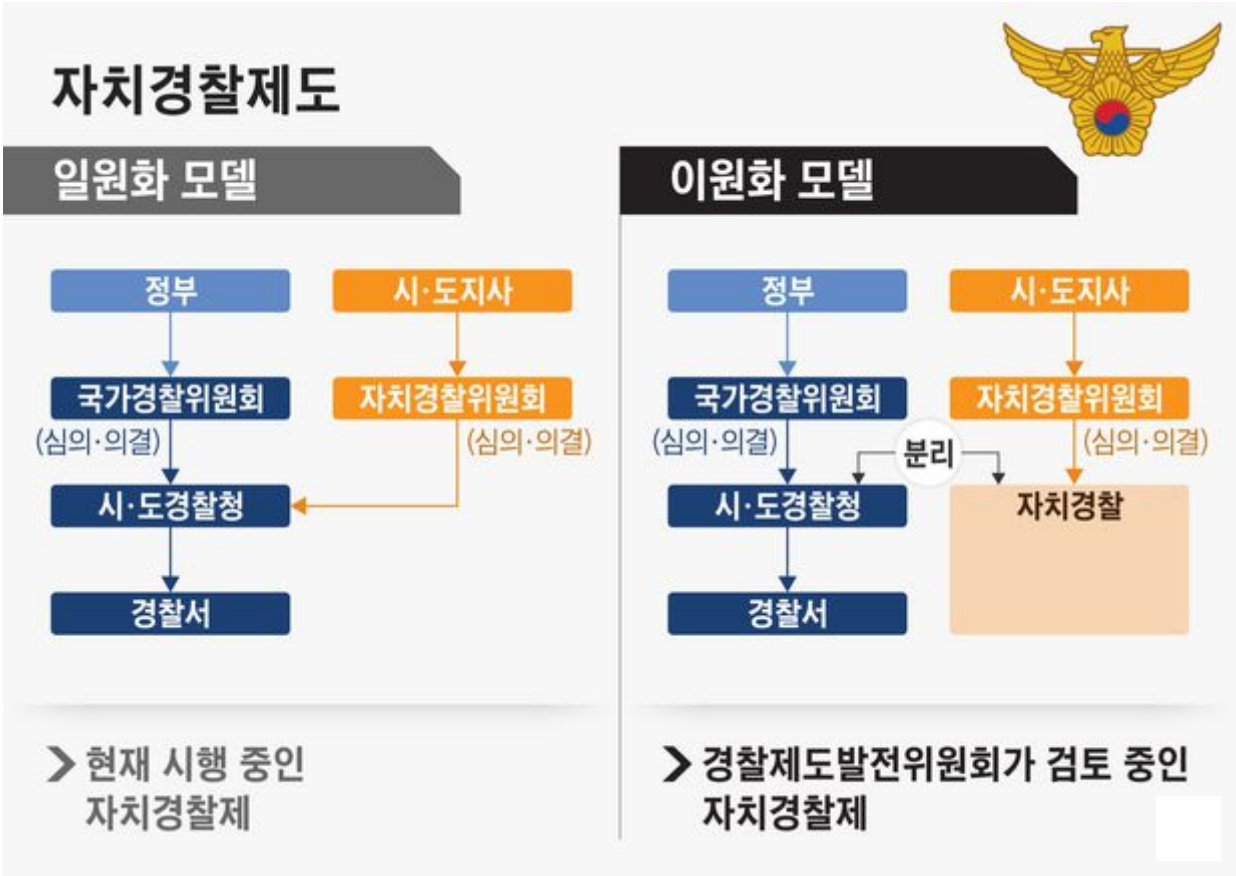 자치경찰제도
일원화 모델
정부
시·도지사
국가경찰위원회
자치경찰위원회
(심의·의결)
(심의·의결)
시·도경찰청
경찰서
현재 시행 중인
자치경찰제
이원화 모델
정부
시·도지사
국가경찰위원회
자치경찰위원회
(심의·의결)
분리
(심의·의결)
시·도경찰청
자치경찰
경찰서
경찰제도발전위원회가 검토 중인
자치경찰제